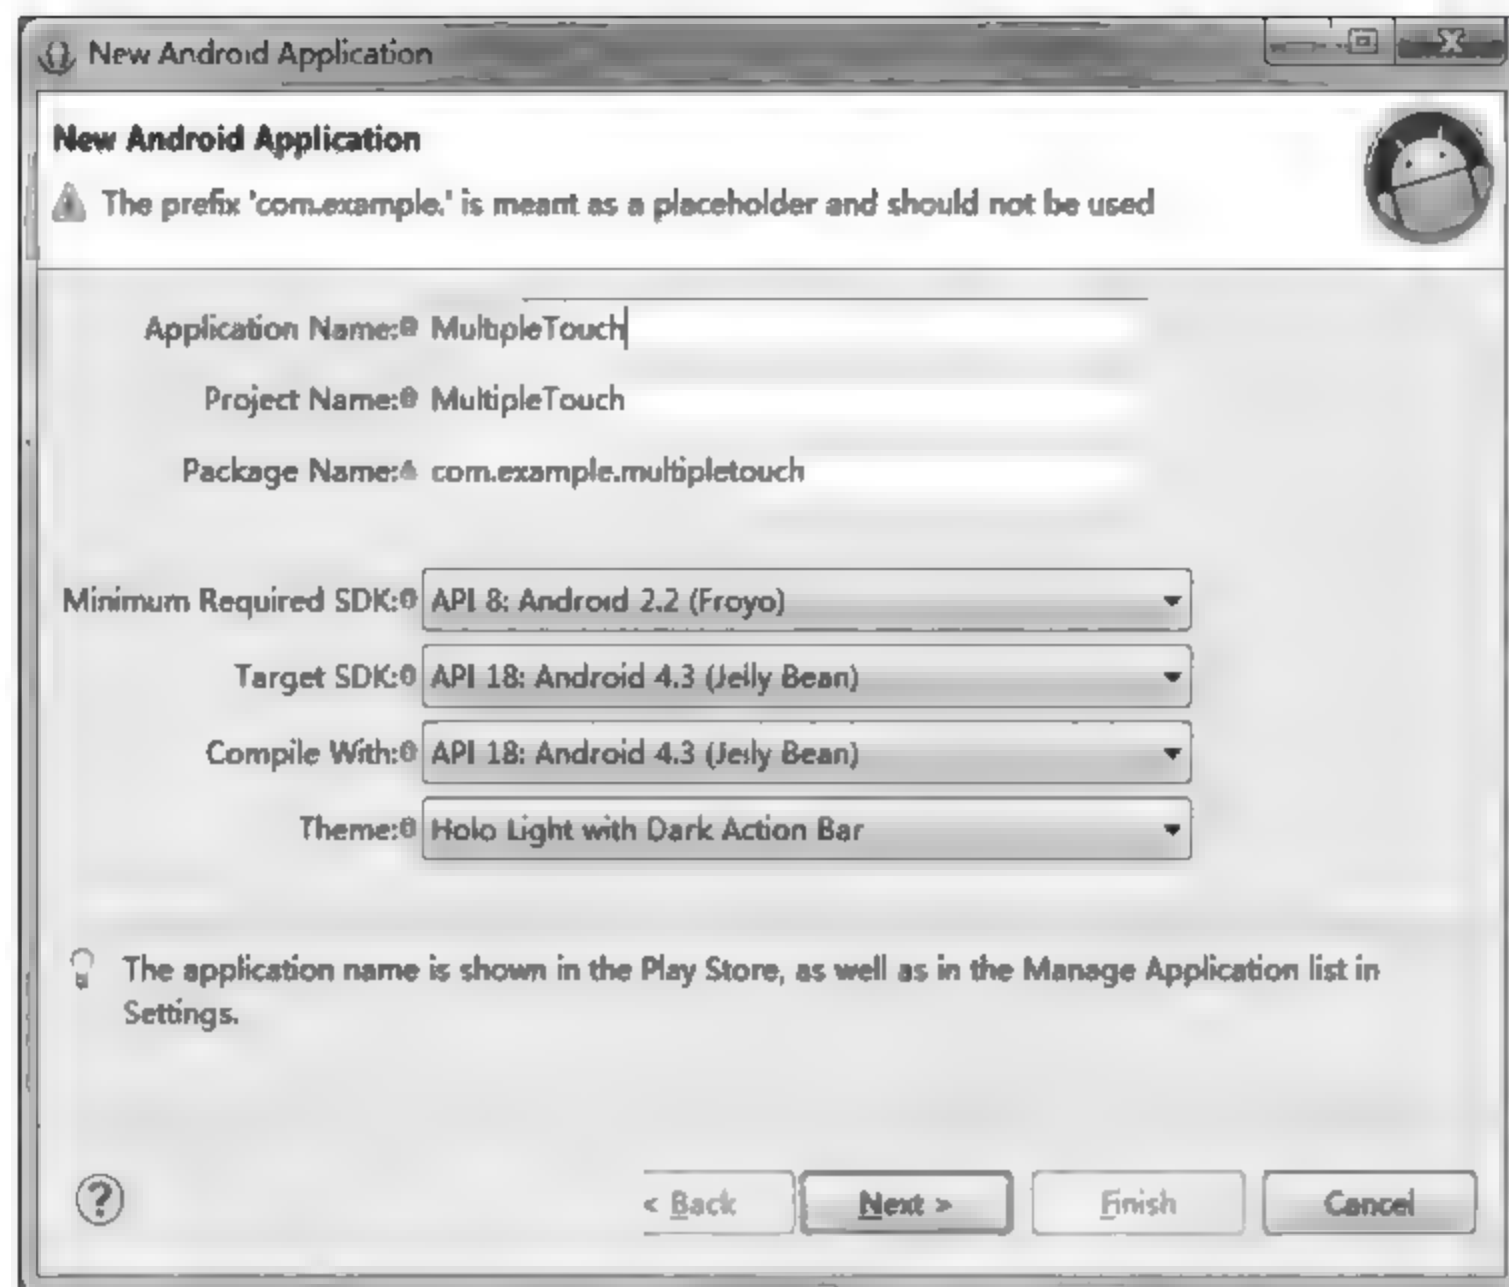 New Android Application
New Android Application
The prefix 'com.example.' is meant as a placeholder and should not be used
Application Name: MultipleTouch
Project Name: MultipleTouch
Package Name: com.example.multipletouch
Minimum Required SDK: API 8: Android 2.2 (Froyo)
Target SDK: API 18: Android 4.3 (Jelly Bean)
Compile With: API 18: Android 4.3 (Jelly Bean)
Theme: Holo Light with Dark Action Bar
The application name is shown in the Play Store, as well as in the Manage Application list in
Settings.
? < Back Next > Finish Cancel